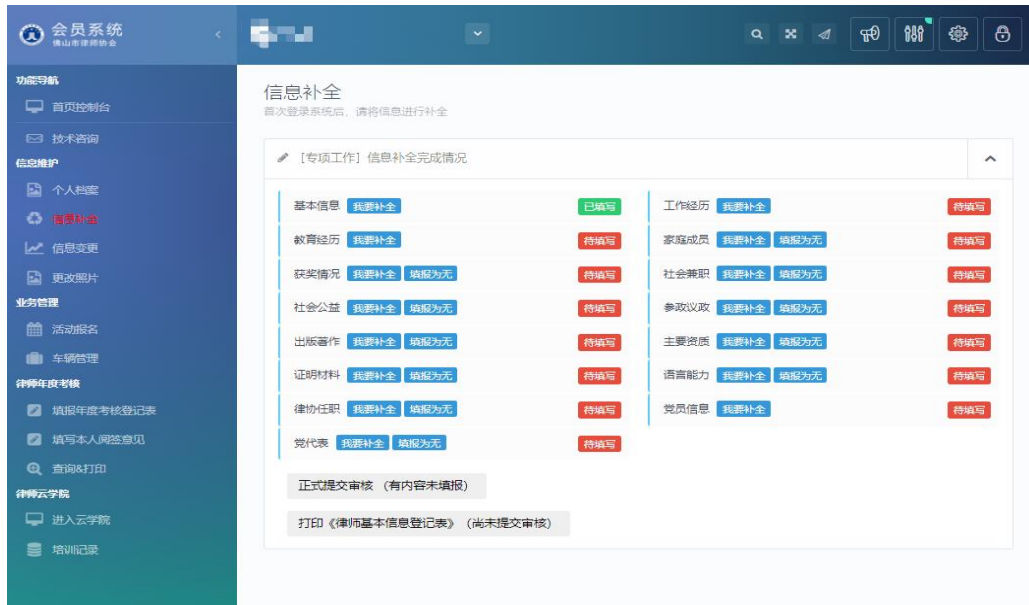 会员系统
佛山市律师协会
功能导航
首页控制台
技术咨询
信息维护
个人档案
信息补全
信息变更
更改照片
业务管理
活动报名
车辆管理
律师年度考核
填报年度考核登记表
填写本人阅签意见
查询&打印
律师云学院
进入云学院
培训记录
信息补全
首次登录系统后，请将信息进行补全
[专项工作] 信息补全完成情况
基本信息 我要补全 已填写
工作经历 我要补全 待填写
教育经历 我要补全 待填写
家庭成员 我要补全 填报为无 待填写
获奖情况 我要补全 填报为无 待填写
社会兼职 我要补全 填报为无 待填写
社会公益 我要补全 填报为无 待填写
参政议政 我要补全 填报为无 待填写
出版著作 我要补全 填报为无 待填写
主要资质 我要补全 填报为无 待填写
证明材料 我要补全 填报为无 待填写
语言能力 我要补全 填报为无 待填写
律协任职 我要补全 填报为无 待填写
党员信息 我要补全 待填写
党代表 我要补全 填报为无 待填写
正式提交审核 （有内容未填报）
打印《律师基本信息登记表》 （尚未提交审核）